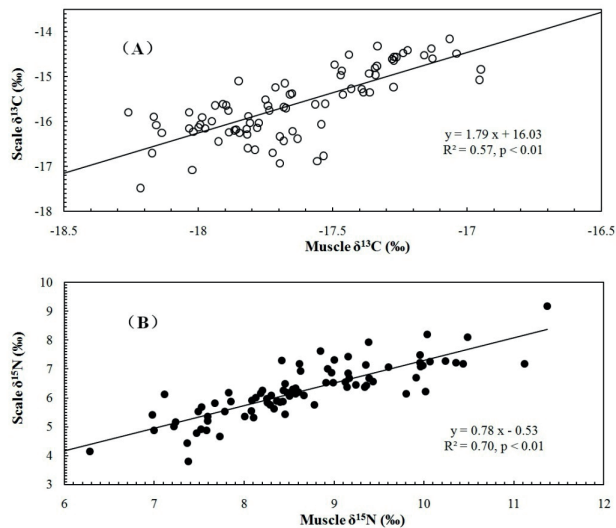 -14
(A)
-15
-16
-17
-18
Scale δ¹³C (‰)
y = 1.79 x + 16.03
R² = 0.57, p < 0.01
-18.5 -18 -17.5 -17 -16.5
Muscle δ¹³C (‰)
10
9
8
7
6
5
4
3
(B)
Scale δ¹⁵N (‰)
y = 0.78 x - 0.53
R² = 0.70, p < 0.01
6 7 8 9 10 11 12
Muscle δ¹⁵N (‰)